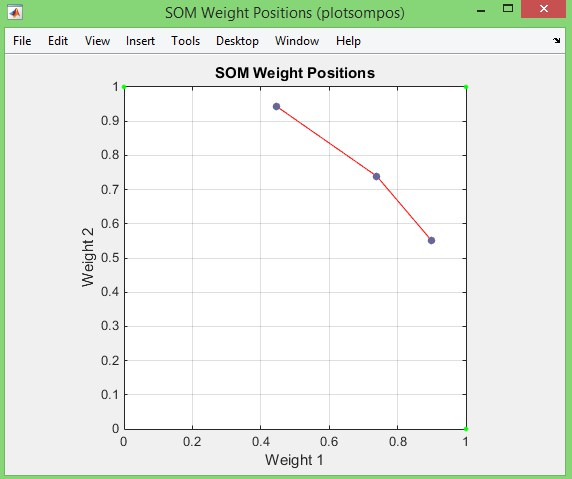 SOM Weight Positions (plotsompos)
File Edit View Insert Tools Desktop Window Help
SOM Weight Positions
1
0.9
0.8
0.7
0.6
0.5
0.4
0.3
0.2
0.1
0
Weight 2
0 0.2 0.4 0.6 0.8 1
Weight 1